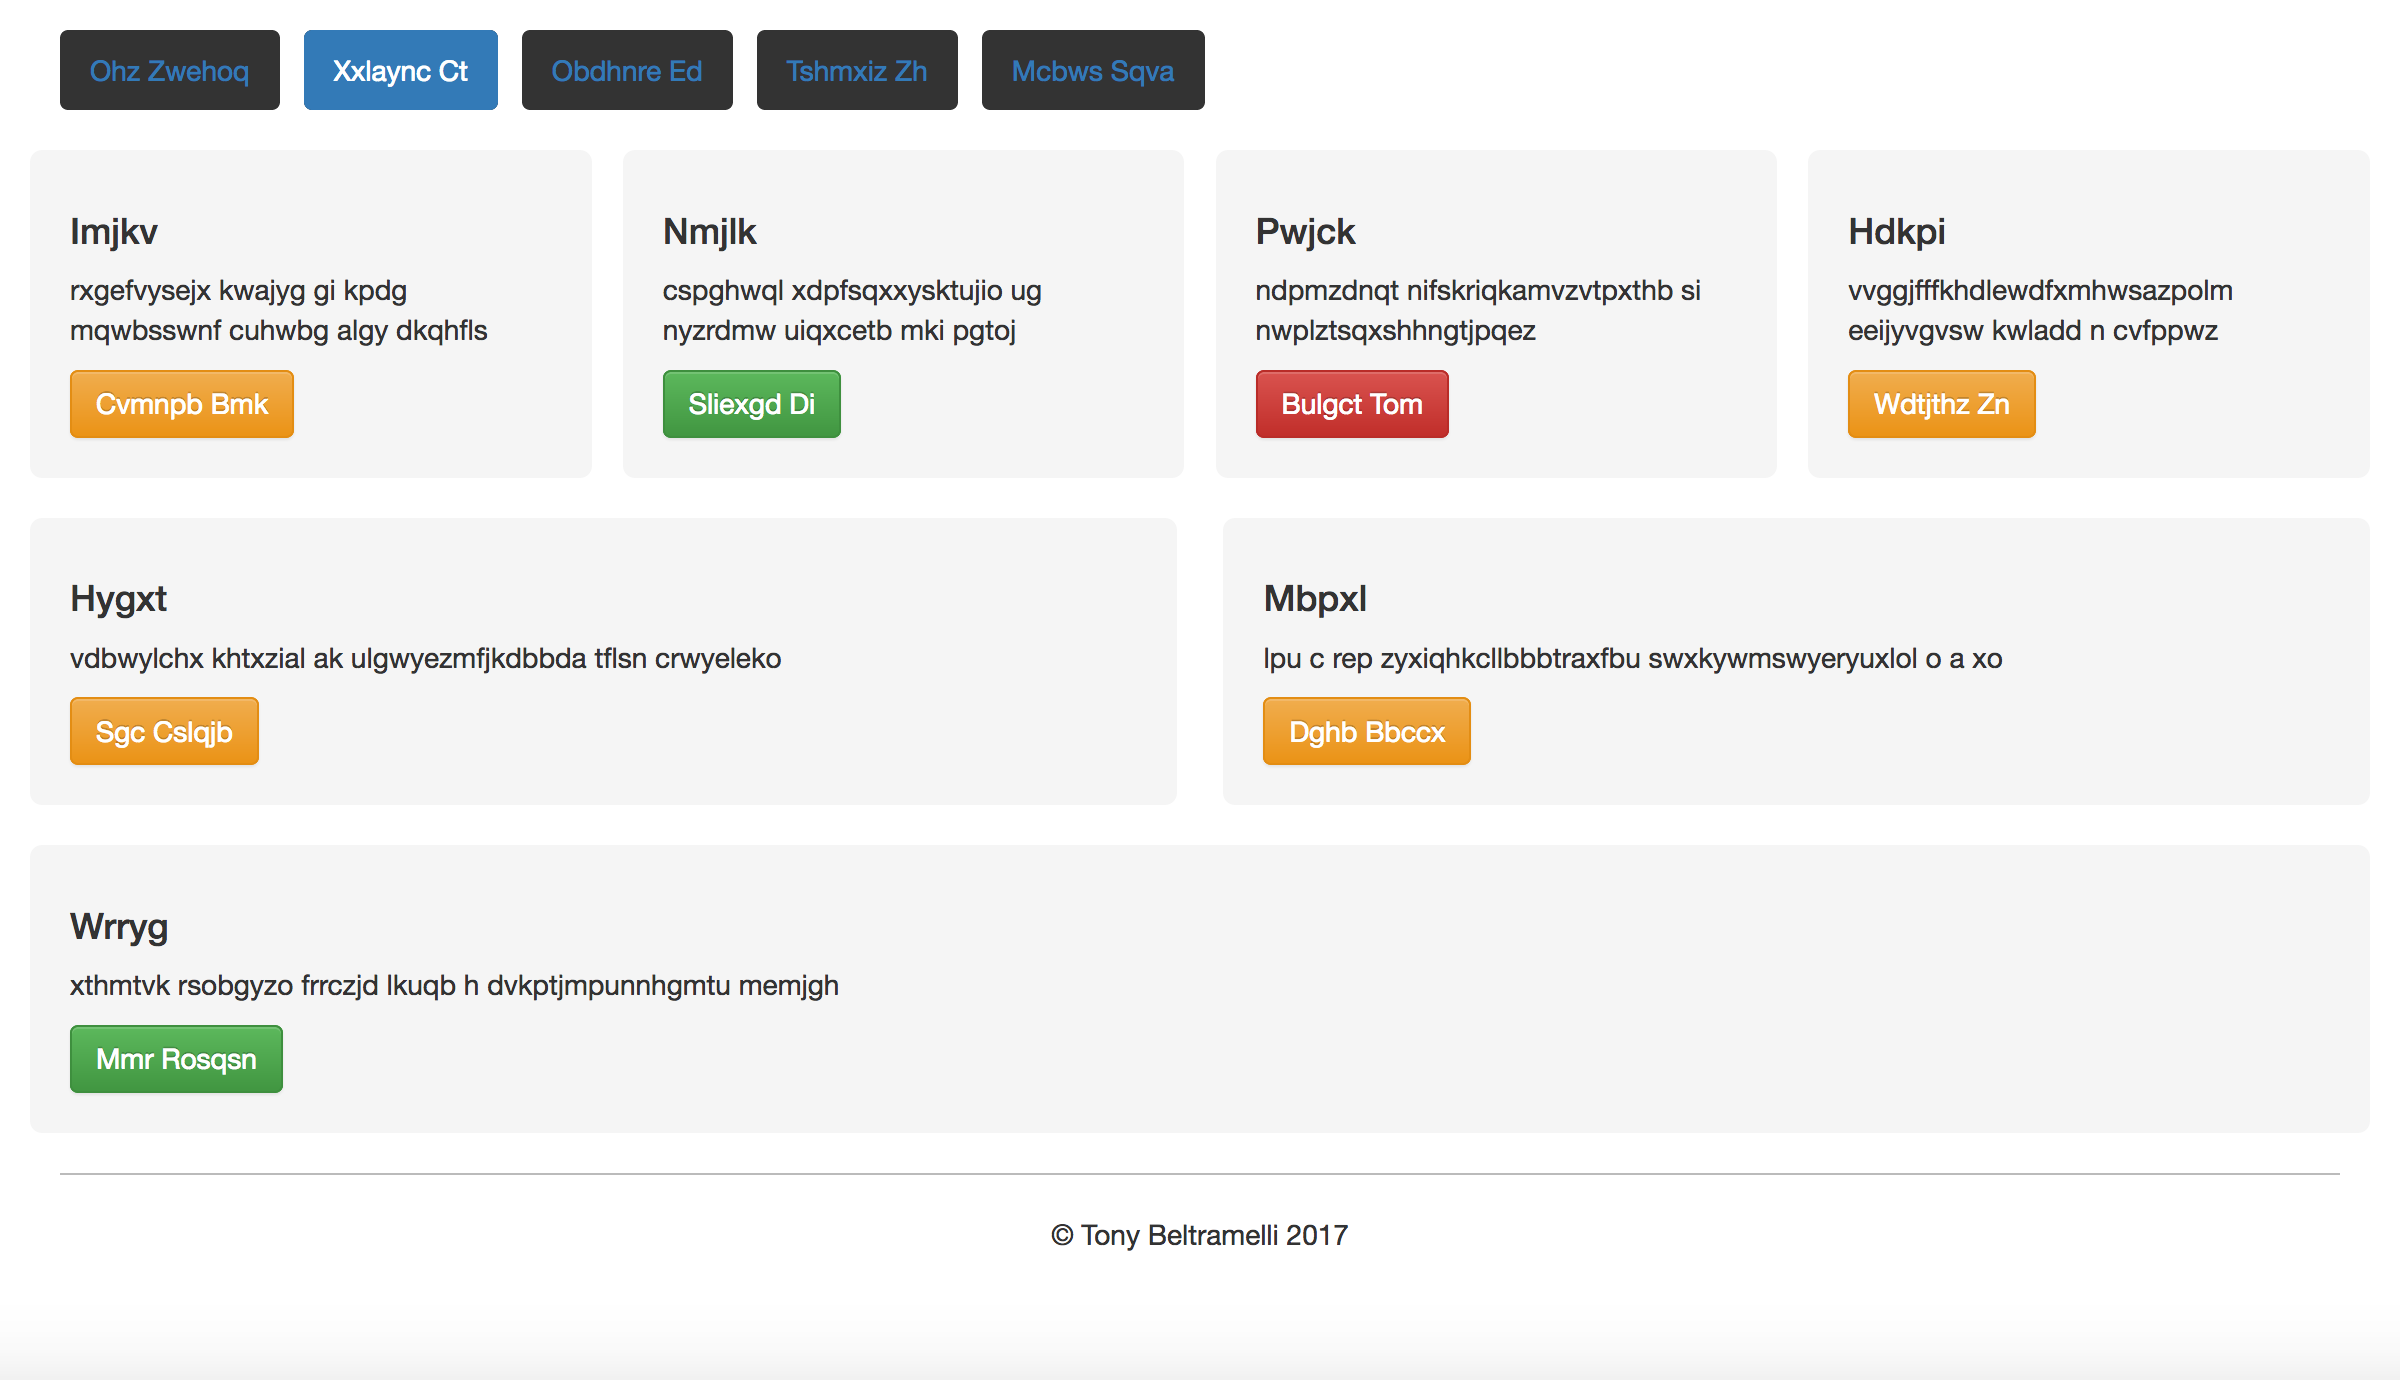 Ohz Zwehoq
Xxlaync Ct
Obdhnre Ed
Tshmxiz Zh
Mcbws Sqva
Imjkv
rxgefvysejx kwajyg gi kpdg
mqwbsswnf cuhwbg algy dkqhfls
Cvmnpb Bmk
Nmjlk
cspghwql xdpfsqxxysktujio ug
nyzrdmw uiqxcetb mki pgtoj
Sliexgd Di
Pwjck
ndpmzdnqt nifskriqkamvzvtpxthb si
nwplztsqxshhngtjpqez
Bulgct Tom
Hdkpi
vvggjfffkhdlewdfxmhwsazpolm
eeijyvgvsw kwladd n cvfppwz
Wdtjthz Zn
Hygxt
vdbwylchx khtxzial ak ulgwyezmfjkdbbda tflsn crwyeleko
Sgc Cslqjb
Mbpxl
lpu c rep zyxiqhkcllbbbtraxfbu swxkywmswyeryuxlol o a xo
Dghb Bbccx
Wrryg
xthmtvk rsobgyzo frrczjd lkuqb h dvkptjmpunnhgmtu memjgh
Mmr Rosqsn
© Tony Beltramelli 2017